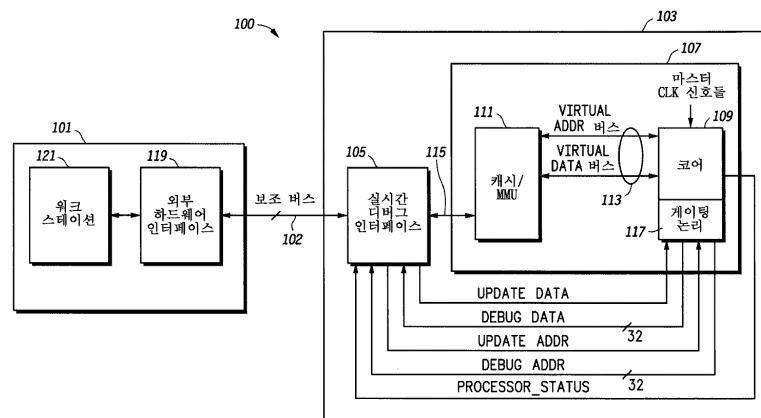 100
103
107
마스터
CLK 신호들
101
121
119
워크
스테이션
외부
하드웨어
인터페이스
보조 버스
102
105
실시간
디버그
인터페이스
115
111
캐시/
MMU
VIRTUAL
ADDR 버스
VIRTUAL
DATA 버스
113
109
코어
117
게이팅
논리
UPDATE DATA
DEBUG DATA
32
UPDATE ADDR
DEBUG ADDR
32
PROCESSOR_STATUS